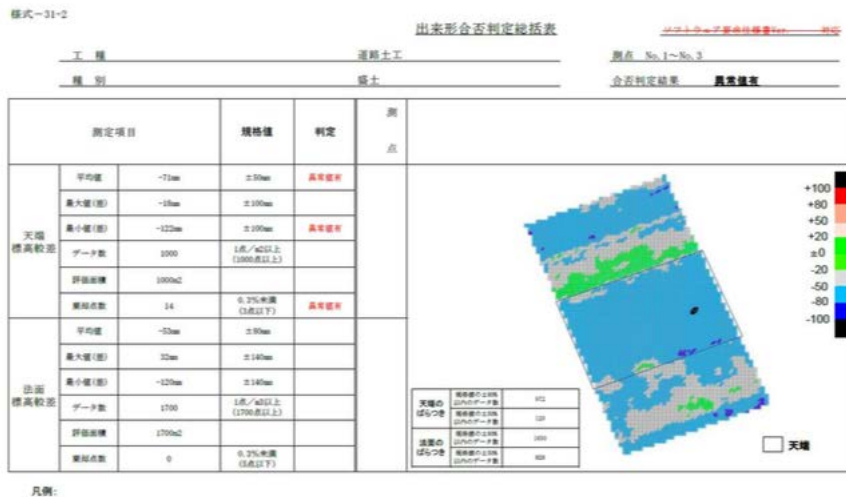 様式-31-2
出来形合否判定総括表
工 種 道路土工 測点 No.1～No.3
種 別 盛土 合否判定結果 異常値有
測定項目 規格値 判定 測点
天端標高較差
平均値 -71mm ±50mm 異常値有
最大値(差) -18mm ±100mm
最小値(差) -122mm ±100mm 異常値有
データ数 1000 1点/m2以上 (1000点以上)
評価面積 1000m2
棄却点数 14 0.3%未満 (3点以下) 異常値有
法面標高較差
平均値 -53mm ±80mm
最大値(差) 32mm ±140mm
最小値(差) -120mm ±140mm
データ数 1700 1点/m2以上 (1700点以上)
評価面積 1700m2
棄却点数 0 0.3%未満 (5点以下)
+100
+80
+50
+20
±0
-20
-50
-80
-100
天端のばらつき
法面のばらつき
天端
凡例: